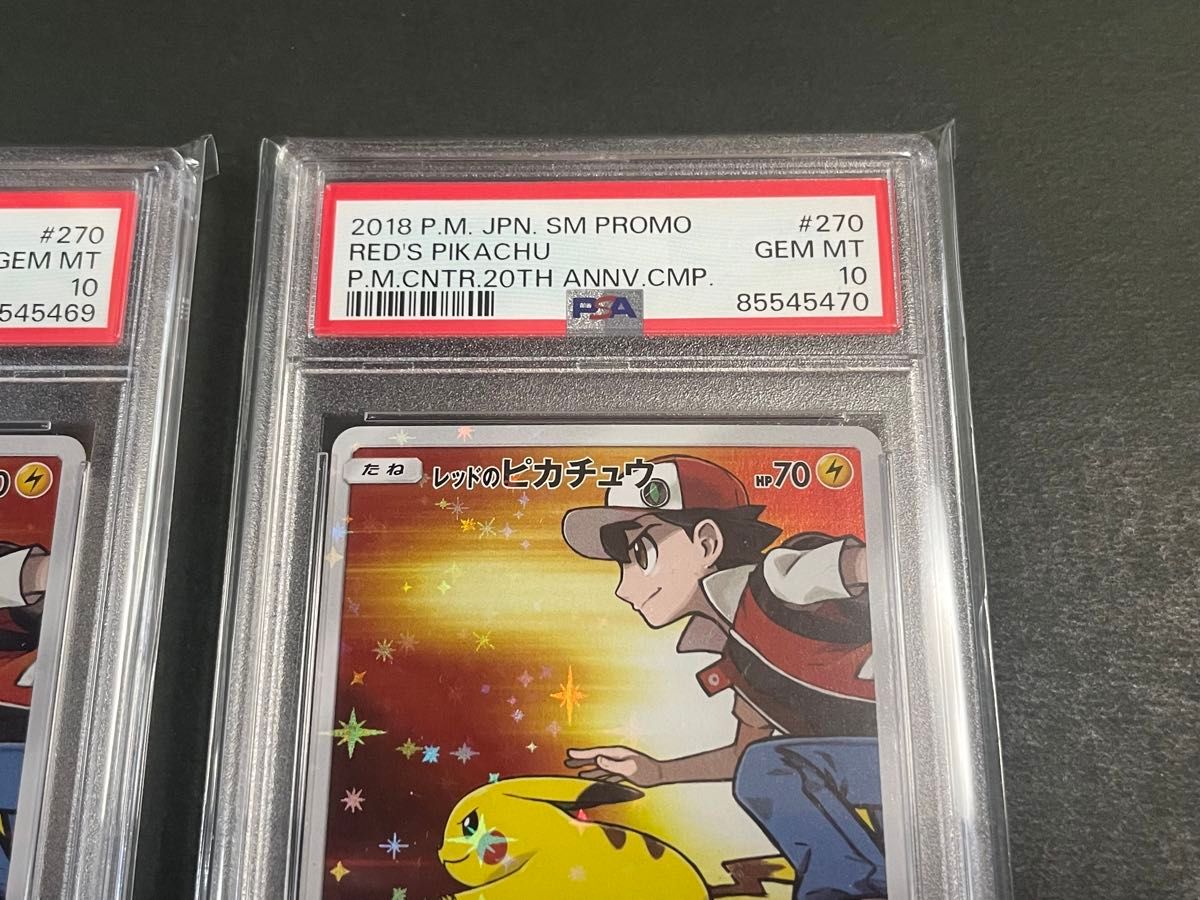 #270
GEM MT
10
545469
2018 P.M. JPN. SM PROMO #270
RED'S PIKACHU GEM MT
P.M.CNTR.20TH ANNV.CMP. 10
PSA 85545470
たね レッドのピカチュウ HP70